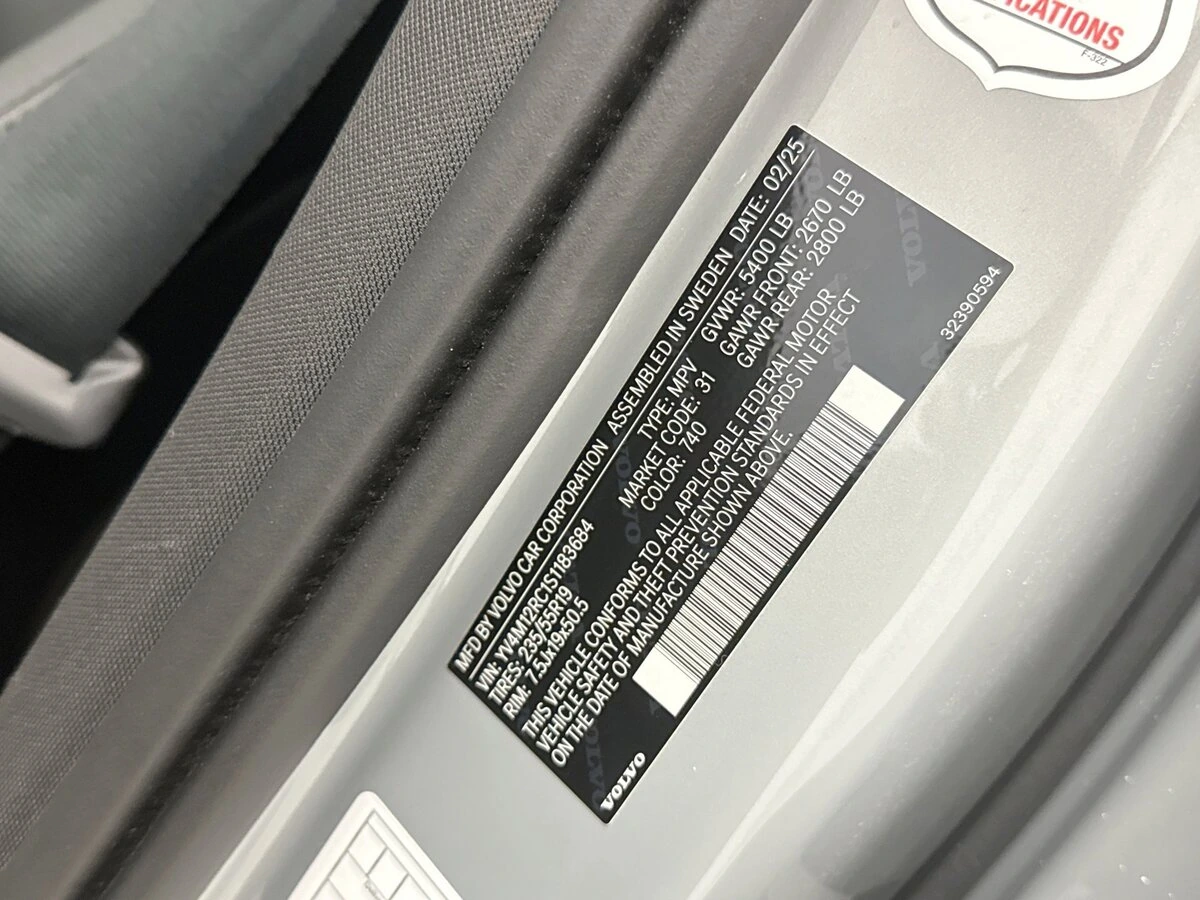 ICATIONS
F-322
MFD BY VOLVO CAR CORPORATION ASSEMBLED IN SWEDEN DATE: 02/25
VIN: YV4M12RC1S1183684 TYPE: MPV GVWR: 5400 LB
TIRES: 235/55R19 MARKET CODE: 31 GAWR FRONT: 2670 LB
RIM: 7.5Jx19x50.5 COLOR: 740 GAWR REAR: 2800 LB
THIS VEHICLE CONFORMS TO ALL APPLICABLE FEDERAL MOTOR
VEHICLE SAFETY AND THEFT PREVENTION STANDARDS IN EFFECT
ON THE DATE OF MANUFACTURE SHOWN ABOVE.
VOLVO
32390594